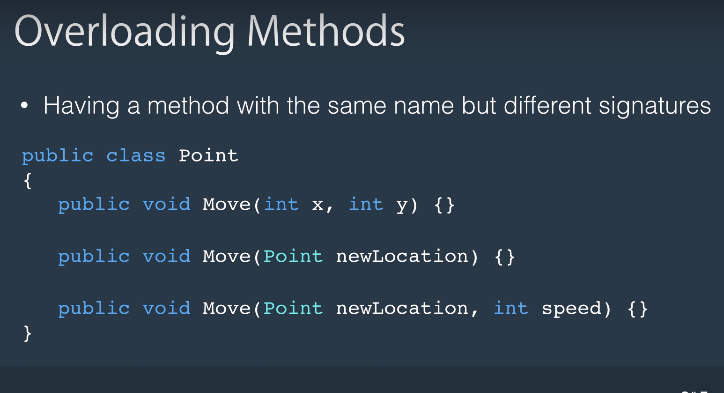 Overloading Methods
• Having a method with the same name but different signatures
public class Point
{
public void Move(int x, int y) {}
public void Move(Point newLocation) {}
public void Move(Point newLocation, int speed) {}
}